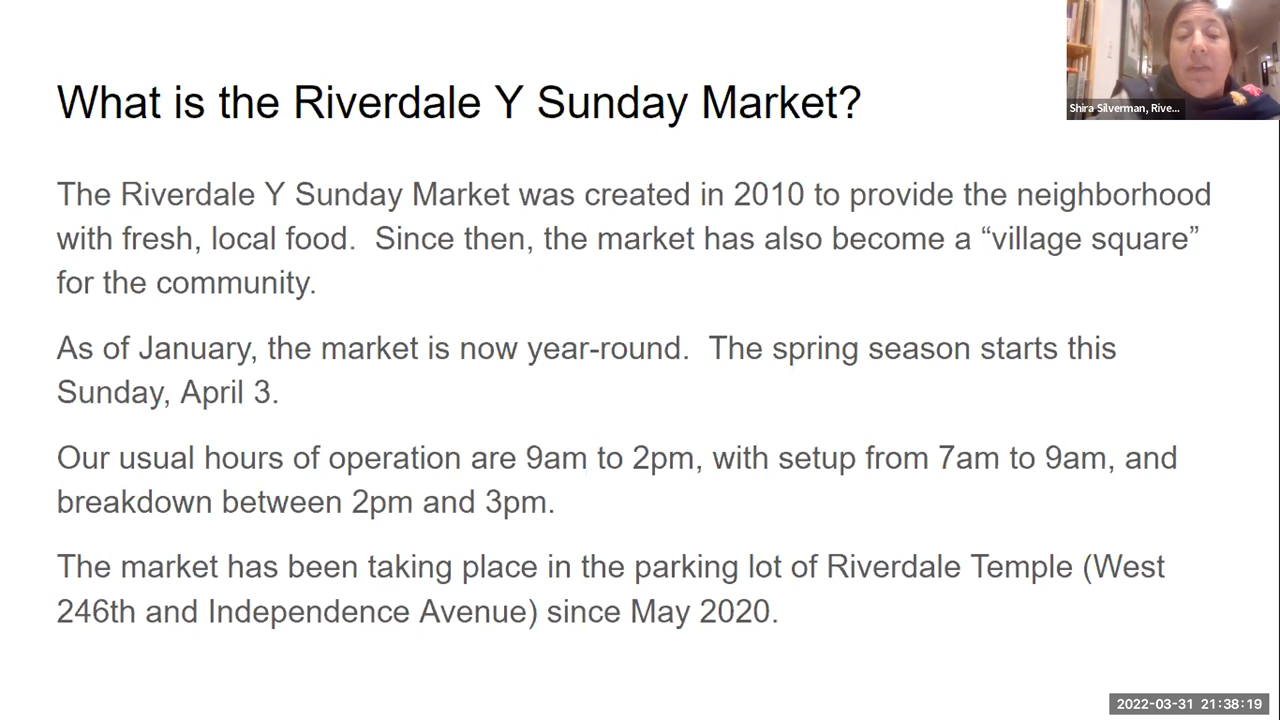 Shira Silverman, Rive...
What is the Riverdale Y Sunday Market?
The Riverdale Y Sunday Market was created in 2010 to provide the neighborhood
with fresh, local food.  Since then, the market has also become a “village square”
for the community.
As of January, the market is now year-round.  The spring season starts this
Sunday, April 3.
Our usual hours of operation are 9am to 2pm, with setup from 7am to 9am, and
breakdown between 2pm and 3pm.
The market has been taking place in the parking lot of Riverdale Temple (West
246th and Independence Avenue) since May 2020.
2022-03-31 21:38:19